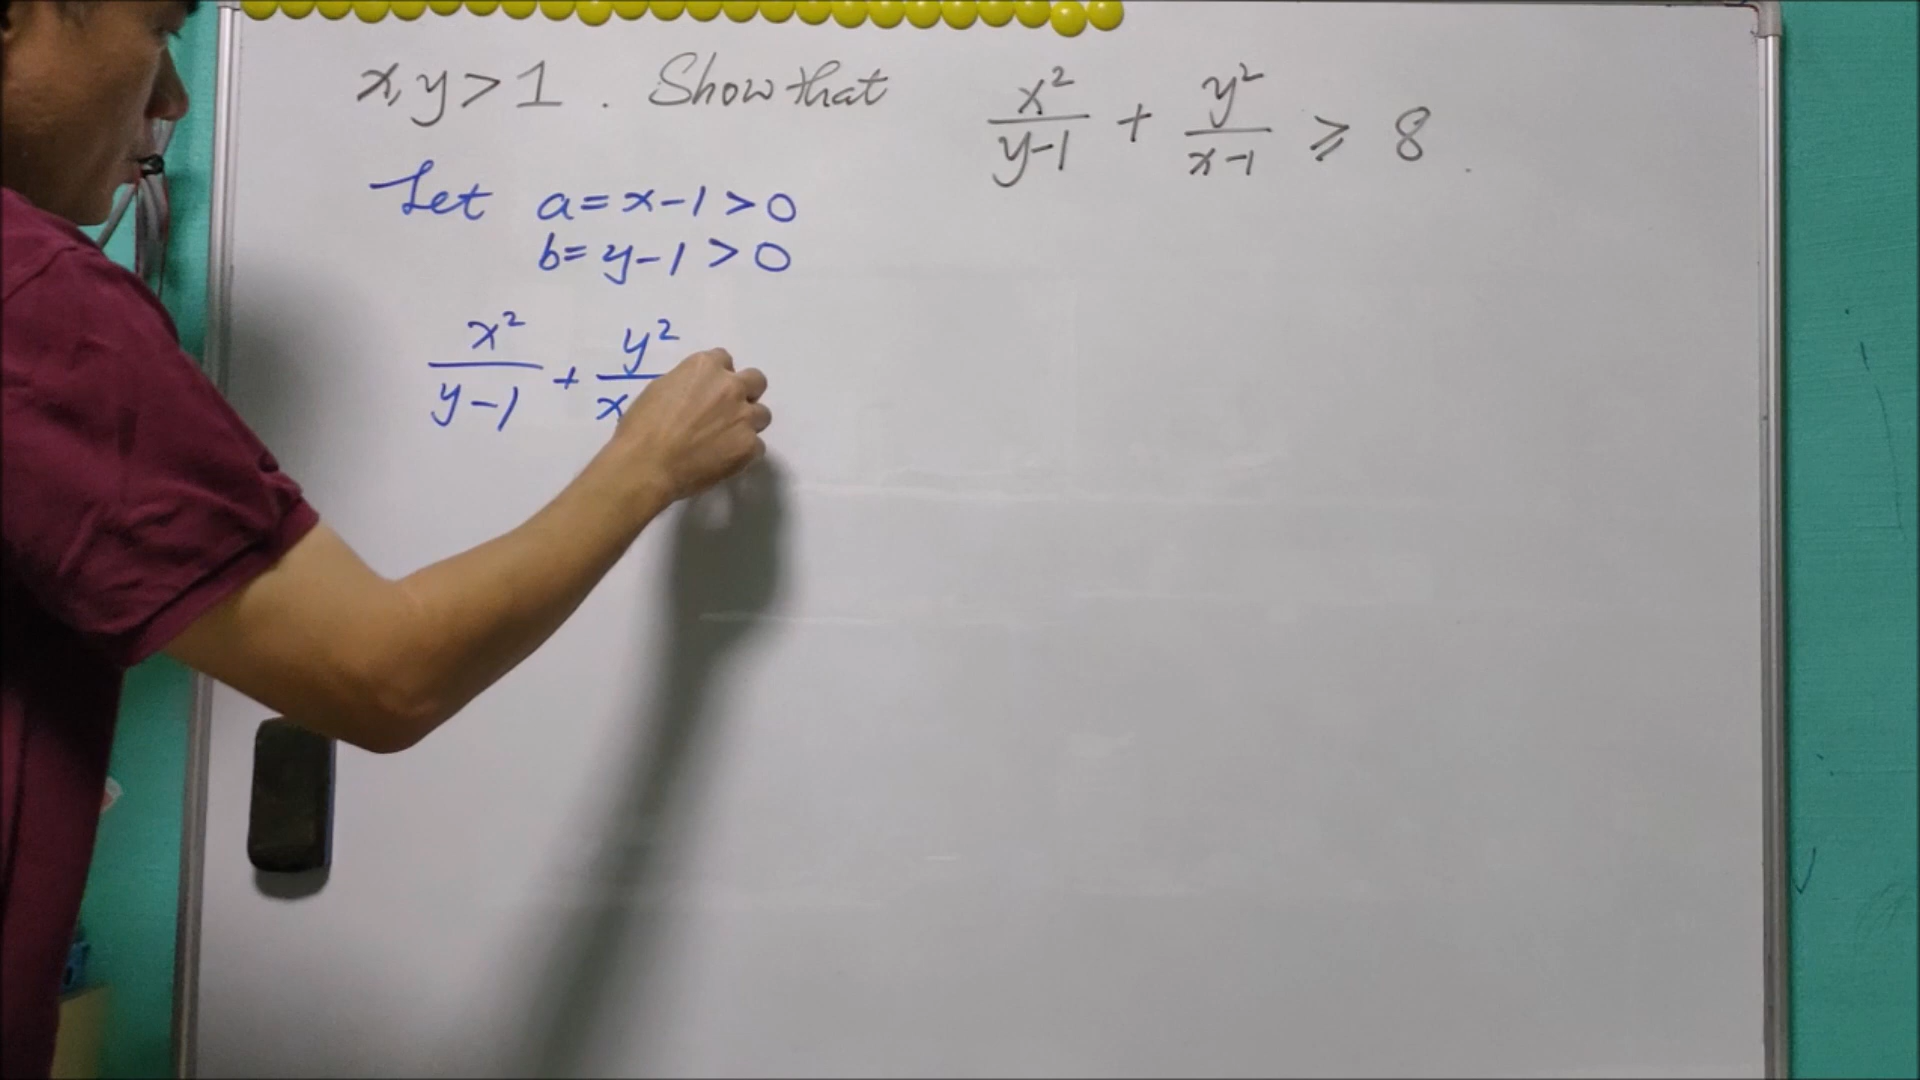 x, y > 1 . Show that x²/(y-1) + y²/(x-1) ⩾ 8 .
Let a = x-1 > 0
b = y-1 > 0
x²/(y-1) + y²/x